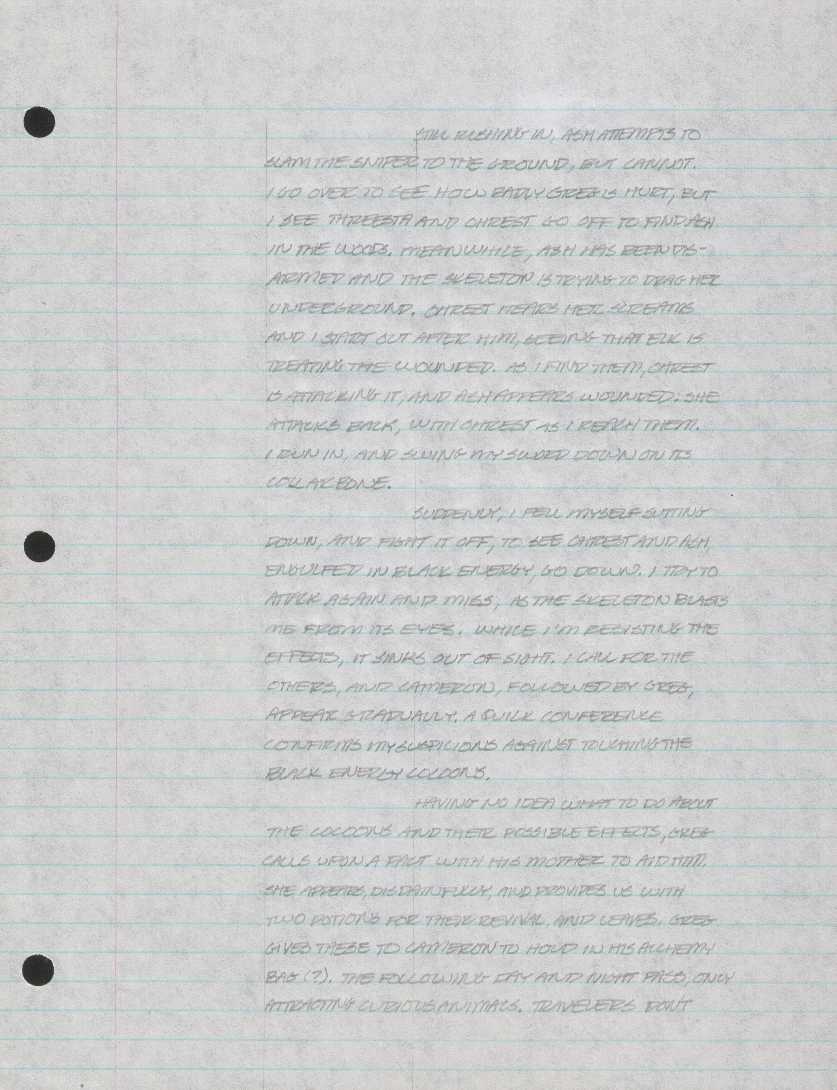 STILL RUSHING IN, ASH ATTEMPTS TO
SLAM THE SNIPER TO THE GROUND, BUT CANNOT.
I GO OVER TO SEE HOW BADLY GREG IS HURT, BUT
I SEE THREESTA AND CHREST GO OFF TO FIND ASH
IN THE WOODS. MEANWHILE, ASH HAS BEEN DIS-
ARMED AND THE SKELETON IS TRYING TO DRAG HER
UNDERGROUND. CHREST HEARS HER SCREAMS
AND I START OUT AFTER HIM, SEEING THAT ELK IS
TREATING THE WOUNDED. AS I FIND THEM, CHREST
IS ATTACKING IT, AND ASH APPEARS WOUNDED. SHE
ATTACKS BACK, WITH CHREST AS I REACH THEM.
I RUN IN, AND SWING MY SWORD DOWN ON ITS
COLLARBONE.
SUDDENLY, I FELL MYSELF SITTING
DOWN, AND FIGHT IT OFF, TO SEE CHREST AND ASH,
ENGULFED IN BLACK ENERGY, GO DOWN. I TRY TO
ATTACK AGAIN AND MISS, AS THE SKELETON BLASTS
ME FROM ITS EYES. WHILE I'M RESISTING THE
EFFECTS, IT SINKS OUT OF SIGHT. I CALL FOR THE
OTHERS, AND CAMERON, FOLLOWED BY GREG,
APPEAR GRADUALLY. A QUICK CONFERENCE
CONFIRMS MY SUSPICIONS AGAINST TOUCHING THE
BLACK ENERGY COCOONS.
HAVING NO IDEA WHAT TO DO ABOUT
THE COCOONS AND THEIR POSSIBLE EFFECTS, GREG
CALLS UPON A PACT WITH HIS MOTHER TO AID HIM.
SHE APPEARS, DISDAINFULLY, AND PROVIDES US WITH
TWO POTIONS FOR THEIR REVIVAL, AND LEAVES. GREG
GIVES THESE TO CAMERON TO HOLD IN HIS ALCHEMY
BAG (?). THE FOLLOWING DAY AND NIGHT PASS, ONLY
ATTRACTING CURIOUS ANIMALS. TRAVELERS DON'T